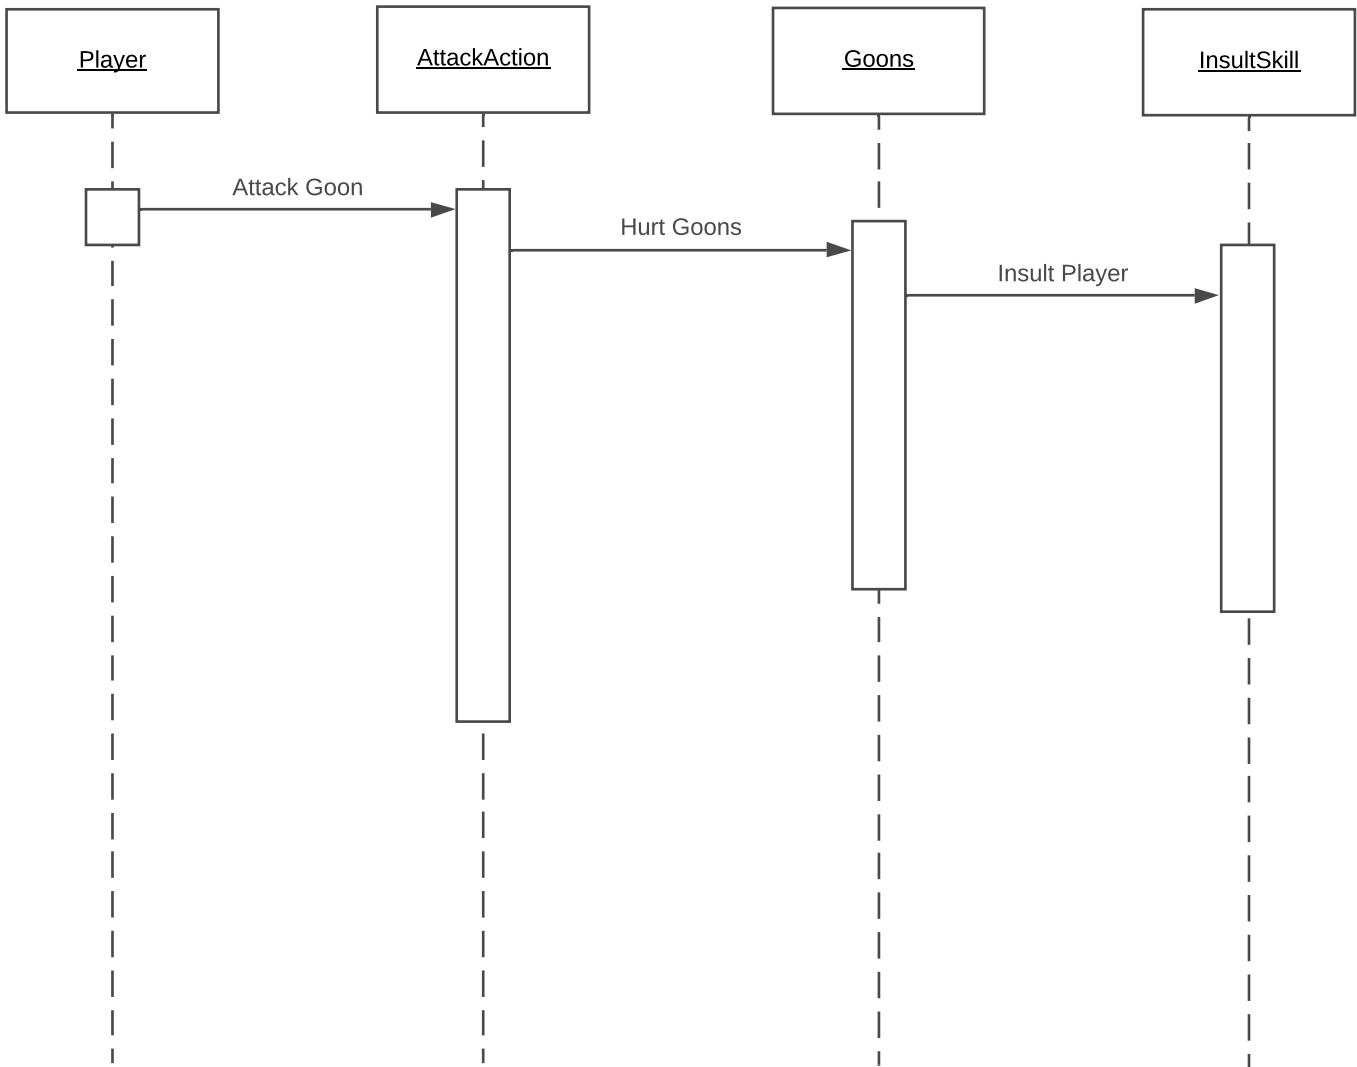 Player
AttackAction
Goons
InsultSkill
Attack Goon
Hurt Goons
Insult Player